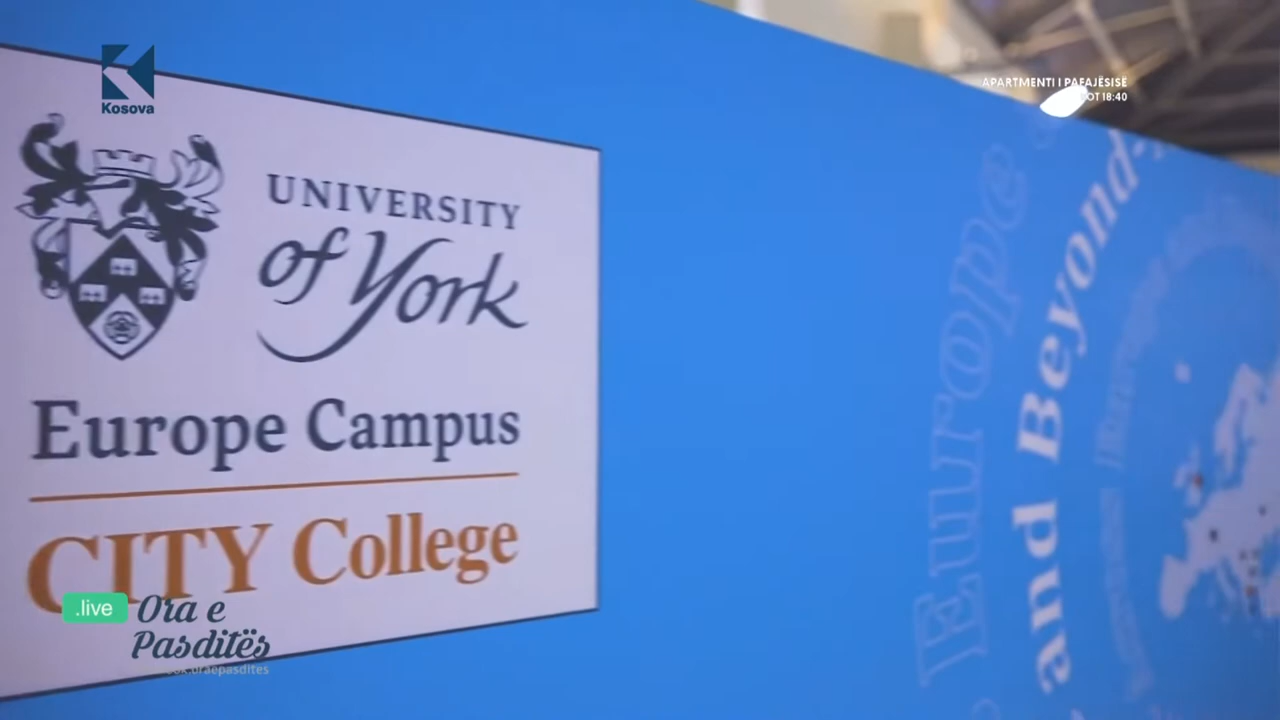 Kosova
APARTMENTI I PAFAJËSISË
18:40
UNIVERSITY
of York
Europe Campus
CITY College
Europe
and Beyond
.live
Ora e
Pasditës